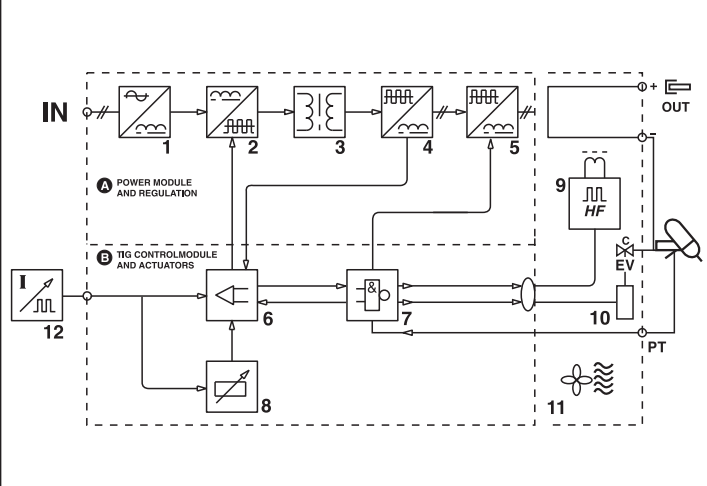 IN
1
2
3
4
5
+
OUT
-
A POWER MODULE
AND REGULATION
9
HF
C
EV
B TIG CONTROLMODULE
AND ACTUATORS
I
12
6
&
7
10
PT
8
11